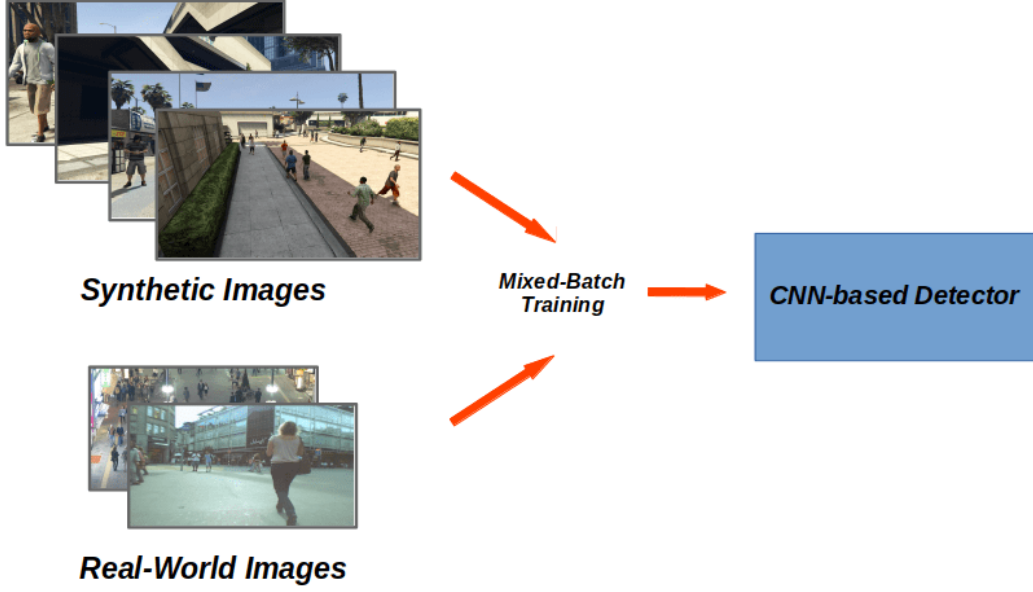 Synthetic Images
Mixed-Batch
Training
CNN-based Detector
Real-World Images